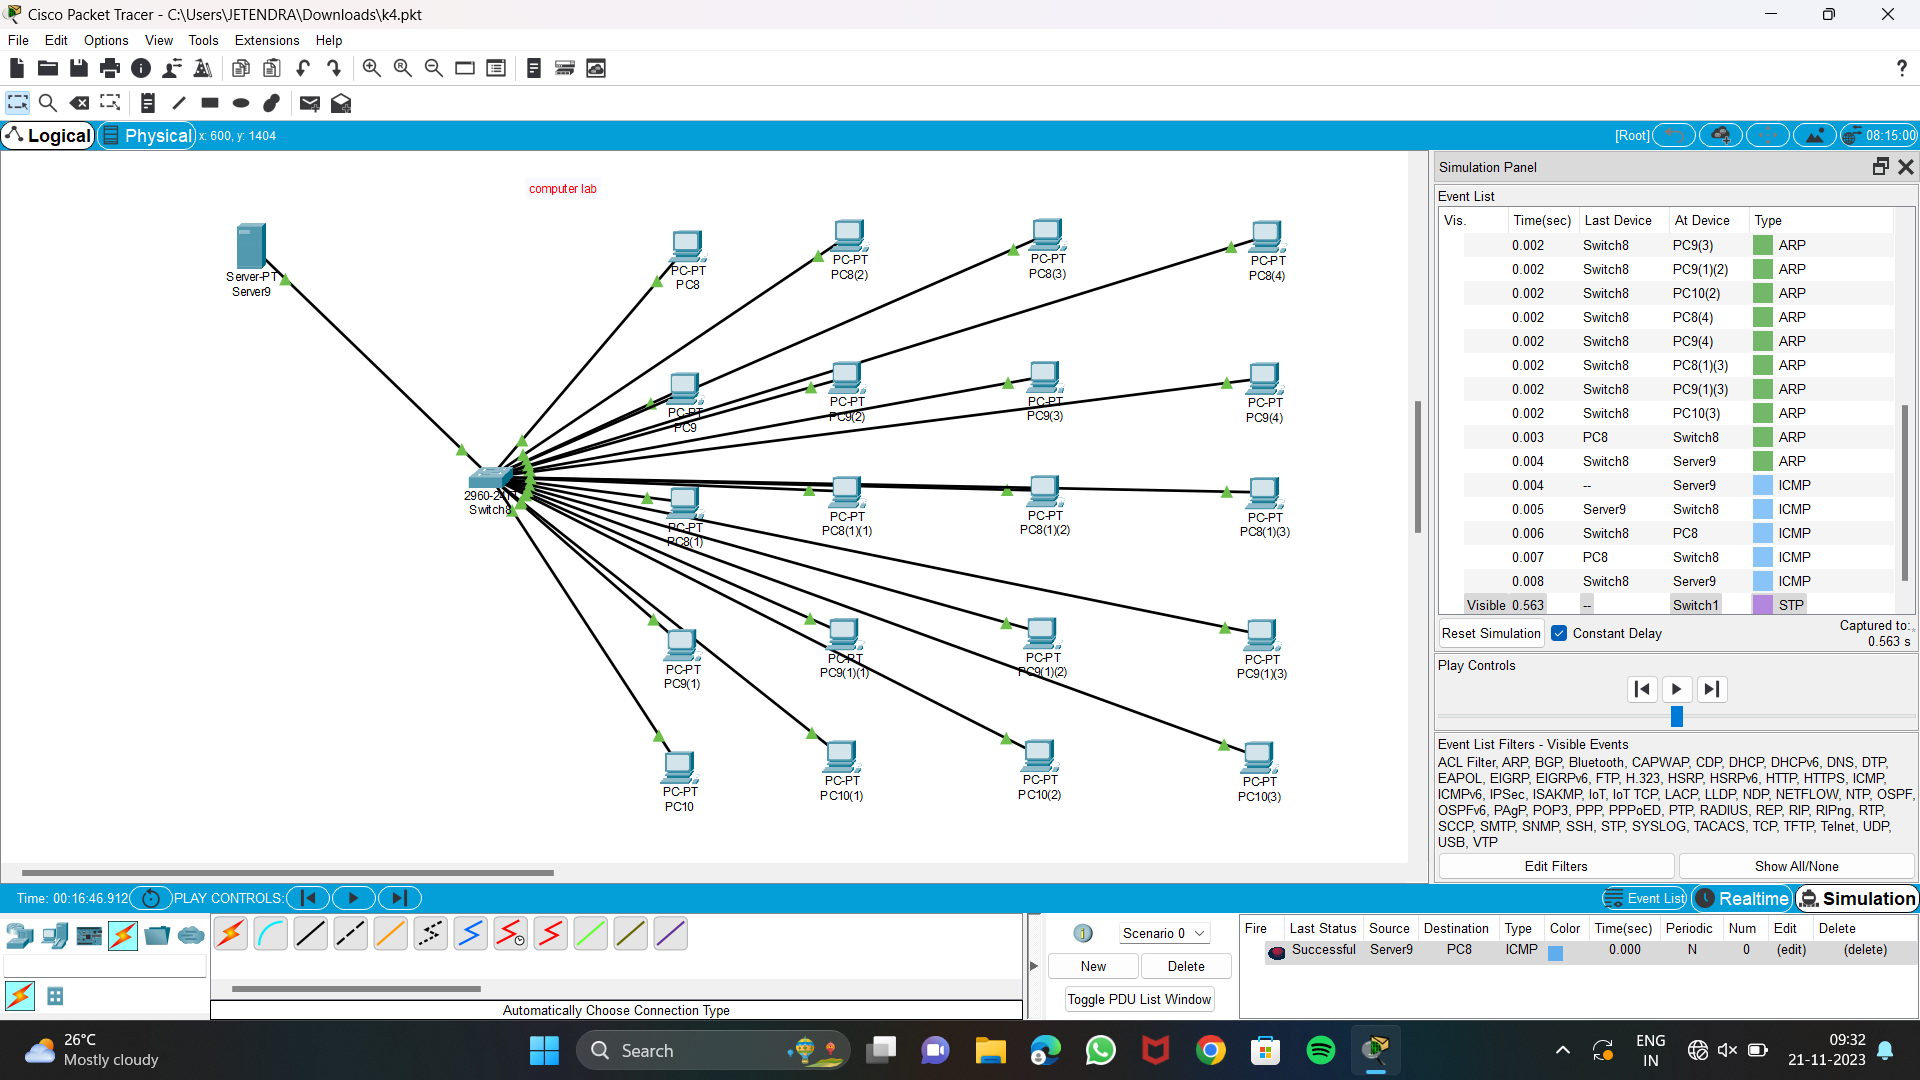 Cisco Packet Tracer - C:\Users\JETENDRA\Downloads\k4.pkt
File Edit Options View Tools Extensions Help
?
Logical Physical x: 600, y: 1404 [Root] 08:15:00
computer lab
Server-PT
Server9
PC-PT
PC8
PC-PT
PC8(2)
PC-PT
PC8(3)
PC-PT
PC8(4)
PC-PT
PC9
PC-PT
PC9(2)
PC-PT
PC9(3)
PC-PT
PC9(4)
2960-24TT
Switch8
PC-PT
PC8(1)
PC-PT
PC8(1)(1)
PC-PT
PC8(1)(2)
PC-PT
PC8(1)(3)
PC-PT
PC9(1)
PC-PT
PC9(1)(1)
PC-PT
PC9(1)(2)
PC-PT
PC9(1)(3)
PC-PT
PC10
PC-PT
PC10(1)
PC-PT
PC10(2)
PC-PT
PC10(3)
Simulation Panel
Event List
Vis. Time(sec) Last Device At Device Type
0.002 Switch8 PC9(3) ARP
0.002 Switch8 PC9(1)(2) ARP
0.002 Switch8 PC10(2) ARP
0.002 Switch8 PC8(4) ARP
0.002 Switch8 PC9(4) ARP
0.002 Switch8 PC8(1)(3) ARP
0.002 Switch8 PC9(1)(3) ARP
0.002 Switch8 PC10(3) ARP
0.003 PC8 Switch8 ARP
0.004 Switch8 Server9 ARP
0.004 -- Server9 ICMP
0.005 Server9 Switch8 ICMP
0.006 Switch8 PC8 ICMP
0.007 PC8 Switch8 ICMP
0.008 Switch8 Server9 ICMP
Visible 0.563 -- Switch1 STP
Reset Simulation Constant Delay Captured to:
0.563 s
Play Controls
Event List Filters - Visible Events
ACL Filter, ARP, BGP, Bluetooth, CAPWAP, CDP, DHCP, DHCPv6, DNS, DTP,
EAPOL, EIGRP, EIGRPv6, FTP, H.323, HSRP, HSRPv6, HTTP, HTTPS, ICMP,
ICMPv6, IPSec, ISAKMP, IoT, IoT TCP, LACP, LLDP, NDP, NETFLOW, NTP, OSPF,
OSPFv6, PAgP, POP3, PPP, PPPoED, PTP, RADIUS, REP, RIP, RIPng, RTP,
SCCP, SMTP, SNMP, SSH, STP, SYSLOG, TACACS, TCP, TFTP, Telnet, UDP,
USB, VTP
Edit Filters Show All/None
Time: 00:16:46.912 PLAY CONTROLS: Event List Realtime Simulation
Automatically Choose Connection Type
Scenario 0
New Delete
Toggle PDU List Window
Fire Last Status Source Destination Type Color Time(sec) Periodic Num Edit Delete
Successful Server9 PC8 ICMP 0.000 N 0 (edit) (delete)
26°C
Mostly cloudy
Search
ENG
IN
09:32
21-11-2023